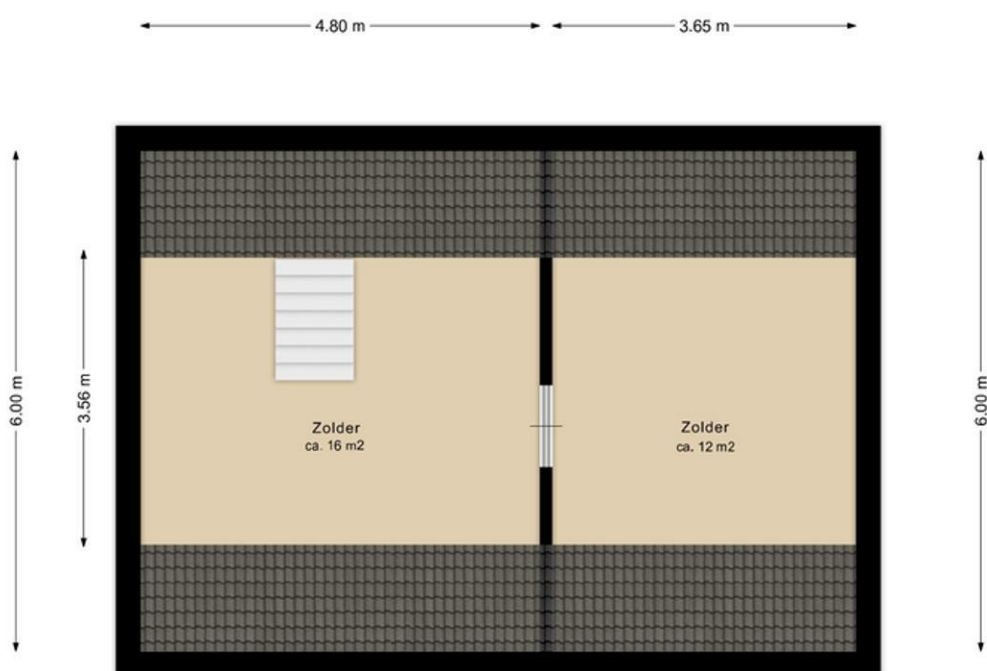 4.80 m
3.65 m
6.00 m
3.56 m
6.00 m
Zolder
ca. 16 m2
Zolder
ca. 12 m2